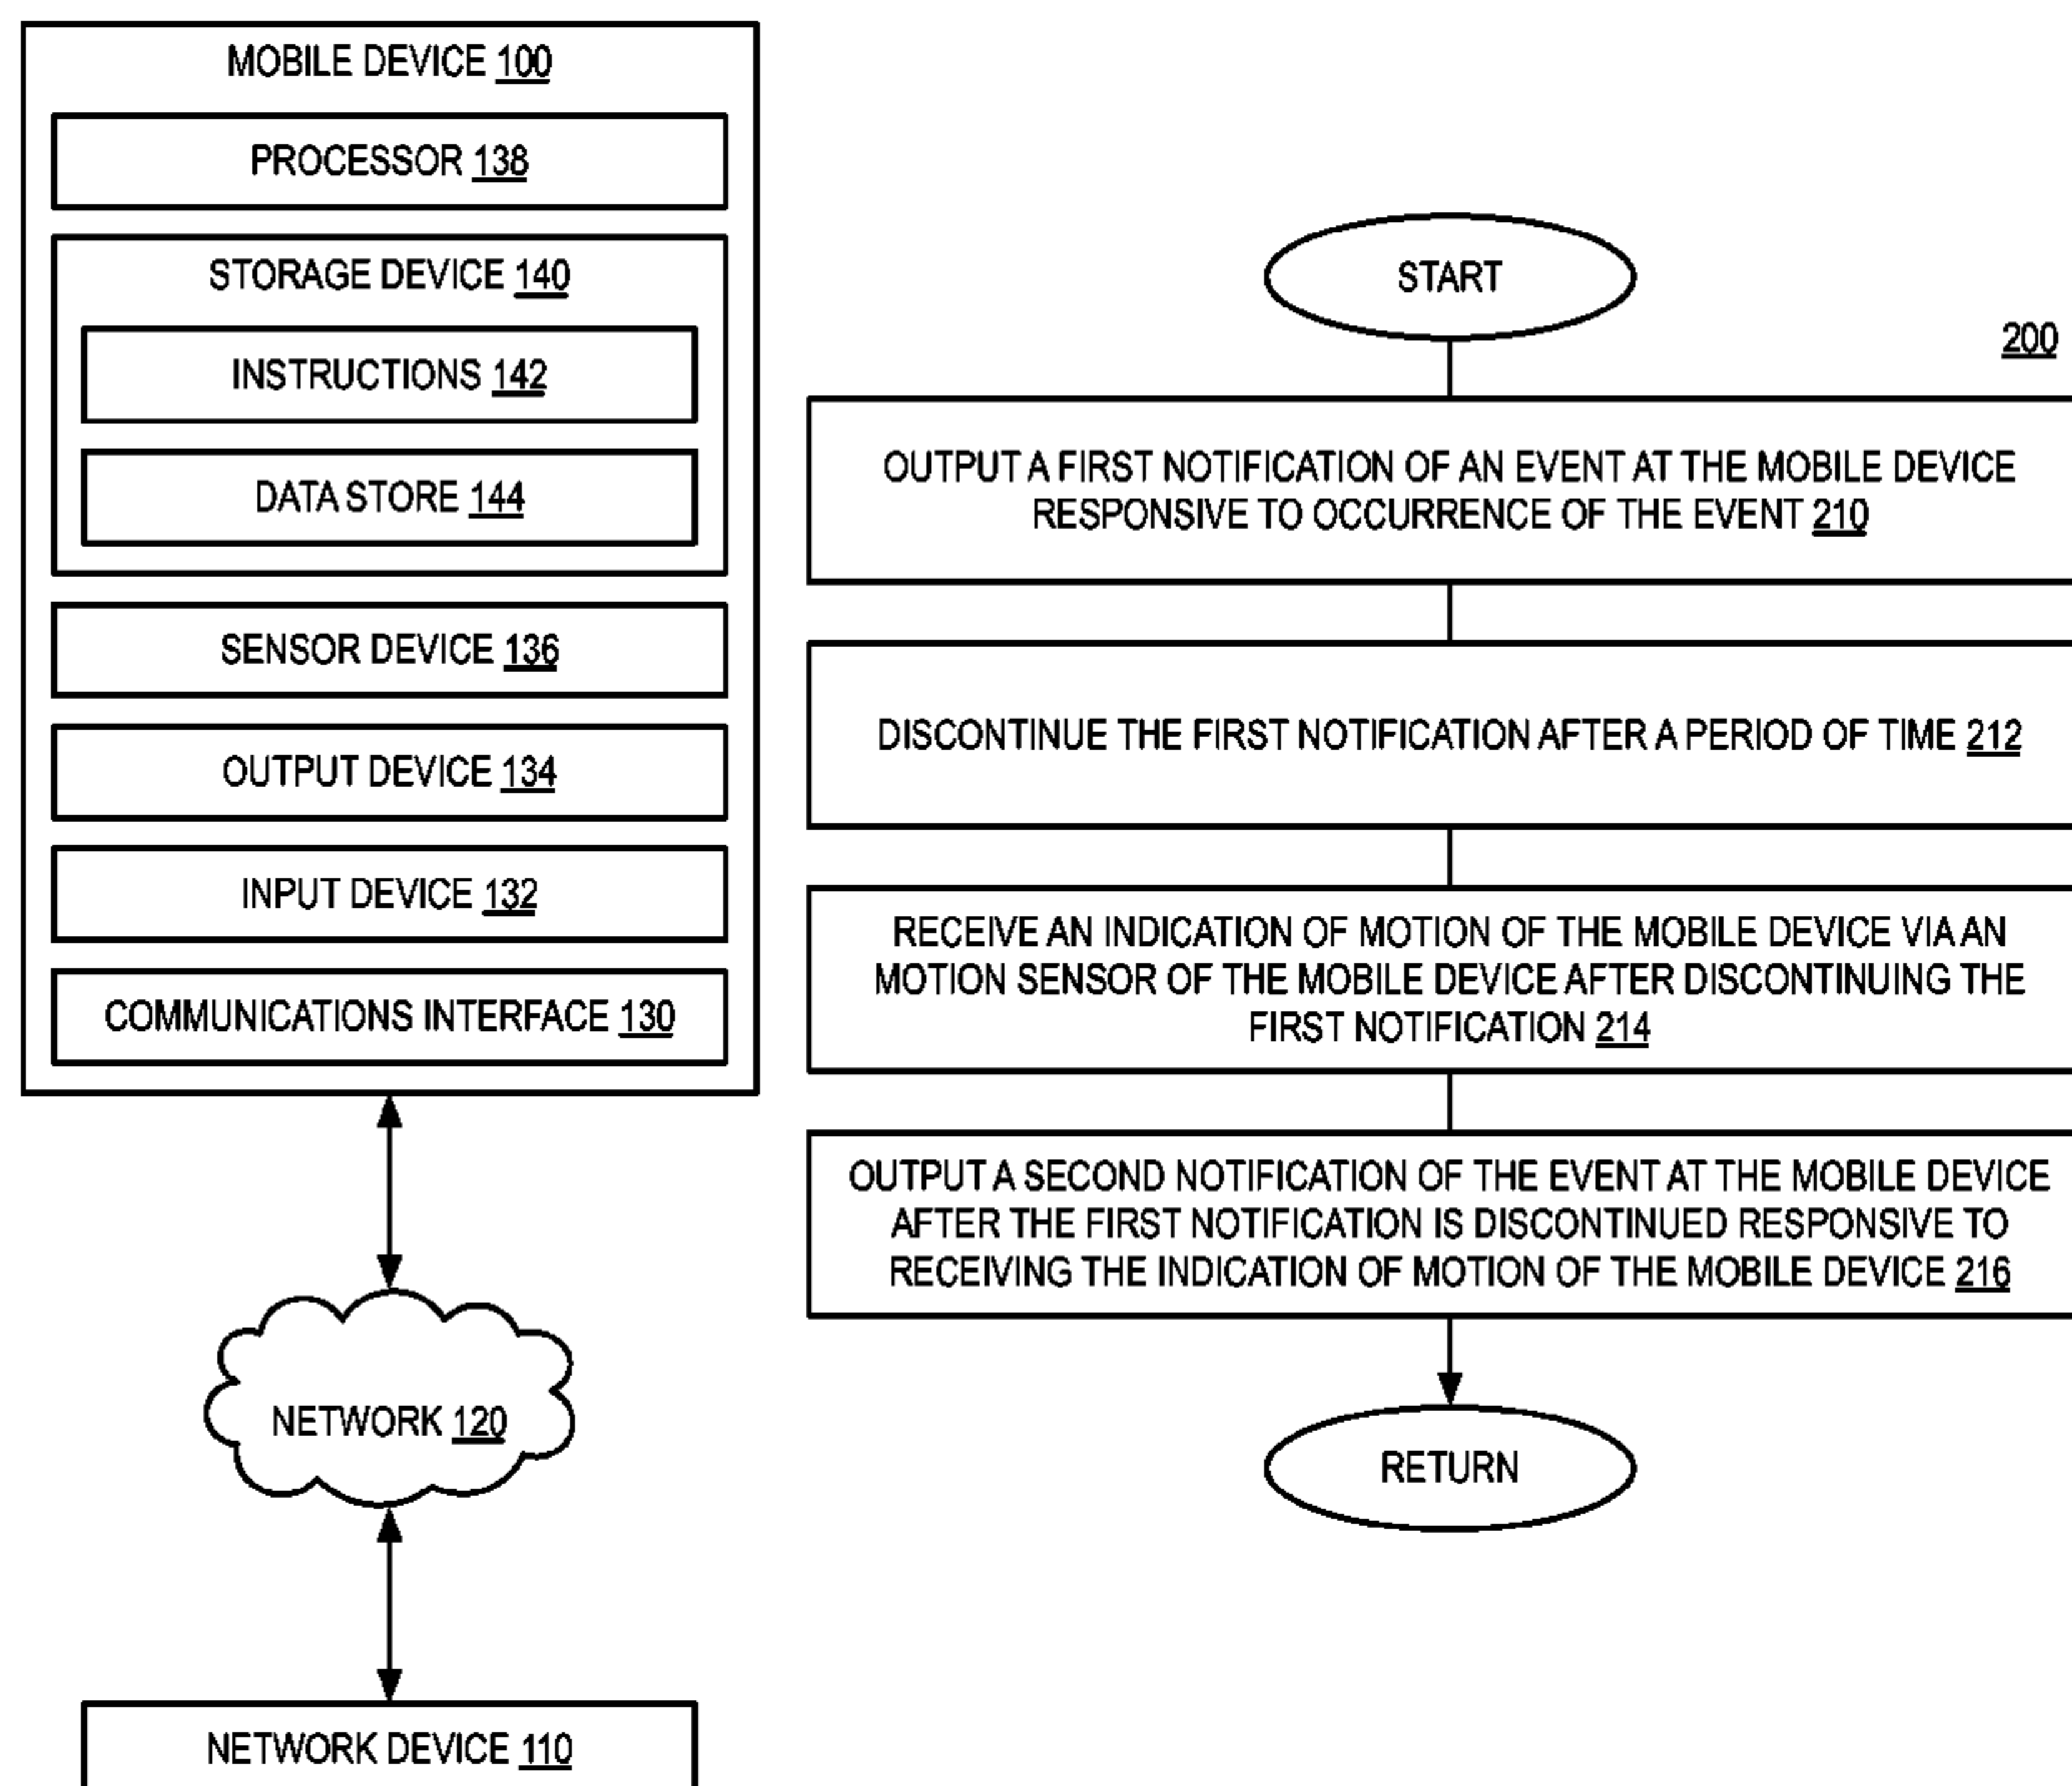 MOBILE DEVICE 100
PROCESSOR 138
STORAGE DEVICE 140
INSTRUCTIONS 142
DATA STORE 144
SENSOR DEVICE 136
OUTPUT DEVICE 134
INPUT DEVICE 132
COMMUNICATIONS INTERFACE 130
NETWORK 120
NETWORK DEVICE 110
START
200
OUTPUT A FIRST NOTIFICATION OF AN EVENT AT THE MOBILE DEVICE
RESPONSIVE TO OCCURRENCE OF THE EVENT 210
DISCONTINUE THE FIRST NOTIFICATION AFTER A PERIOD OF TIME 212
RECEIVE AN INDICATION OF MOTION OF THE MOBILE DEVICE VIA AN
MOTION SENSOR OF THE MOBILE DEVICE AFTER DISCONTINUING THE
FIRST NOTIFICATION 214
OUTPUT A SECOND NOTIFICATION OF THE EVENT AT THE MOBILE DEVICE
AFTER THE FIRST NOTIFICATION IS DISCONTINUED RESPONSIVE TO
RECEIVING THE INDICATION OF MOTION OF THE MOBILE DEVICE 216
RETURN